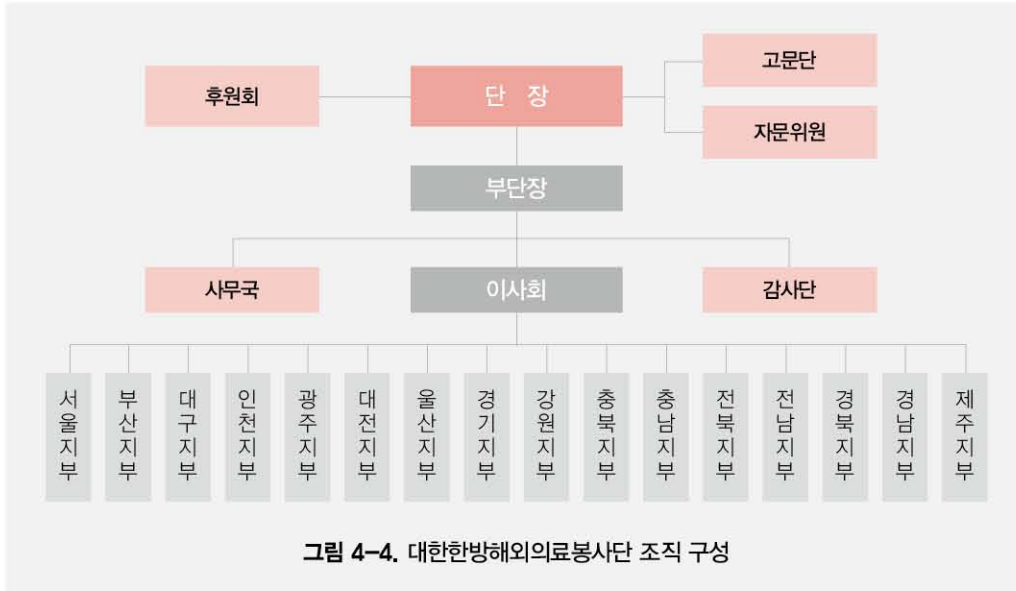 후원회
단 장
고문단
자문위원
부단장
사무국
이사회
감사단
서울지부
부산지부
대구지부
인천지부
광주지부
대전지부
울산지부
경기지부
강원지부
충북지부
충남지부
전북지부
전남지부
경북지부
경남지부
제주지부
그림 4-4. 대한한방해외의료봉사단 조직 구성